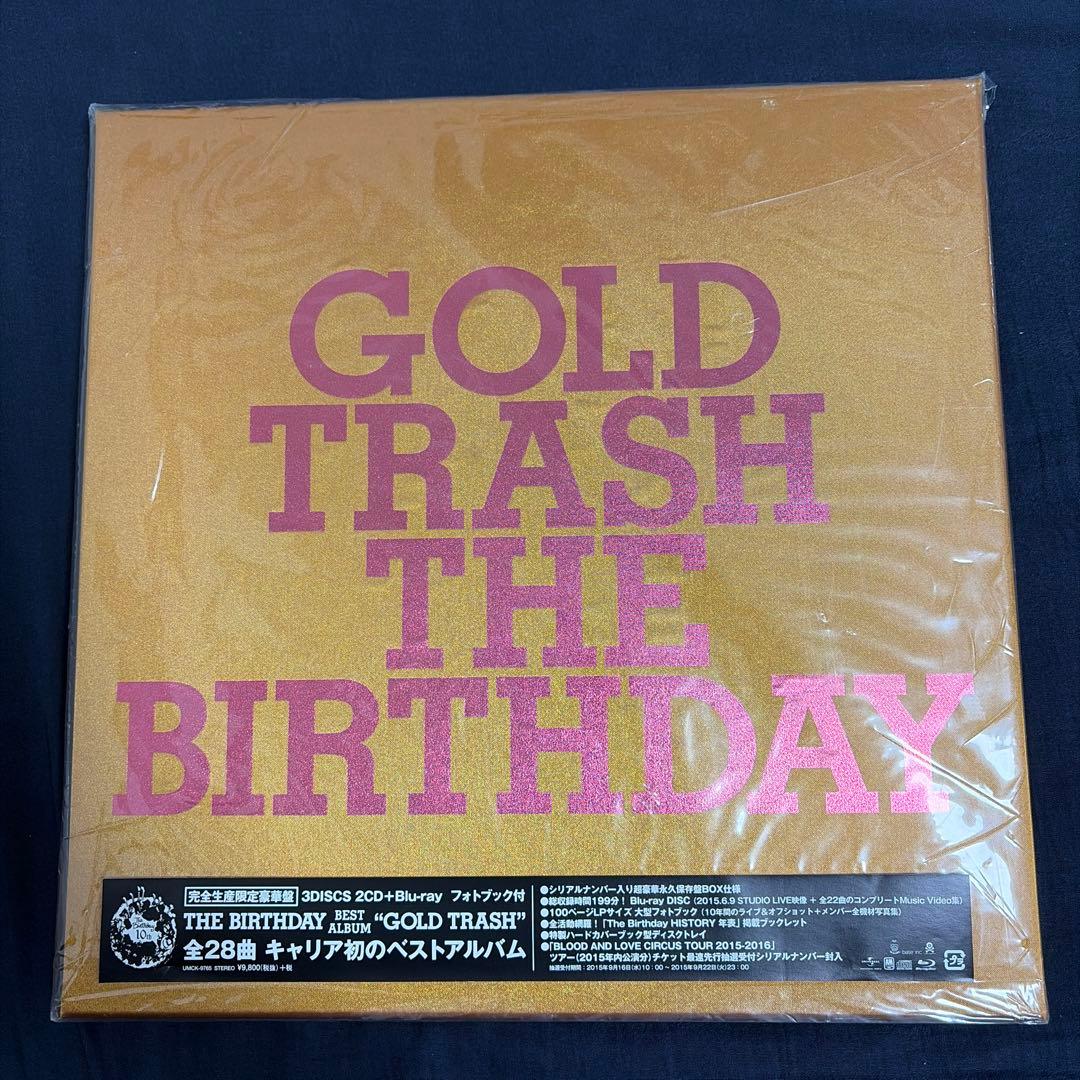 GOLD
TRASH
THE
BIRTHDAY
完全生産限定豪華盤 3DISCS 2CD+Blu-ray フォトブック付
THE BIRTHDAY BEST ALBUM “GOLD TRASH”
全28曲 キャリア初のベストアルバム
UMCK-9765 STEREO ¥9,800(税抜)+税
10th
●シリアルナンバー入り超豪華永久保存盤BOX仕様
●総収録時間199分！ Blu-ray DISC（2015.6.9 STUDIO LIVE映像 + 全22曲のコンプリートMusic Video集）
●100ページLPサイズ 大型フォトブック（10年間のライブ&オフショット+メンバー全機材写真集）
●全活動網羅！「The Birthday HISTORY 年表」掲載ブックレット
●特製ハードカバーブック型ディスクトレイ
●「BLOOD AND LOVE CIRCUS TOUR 2015-2016」
ツアー（2015年内公演分）チケット最速先行抽選受付シリアルナンバー封入
抽選受付期間：2015年9月16日(水)10：00 ～ 2015年9月22日(火)23：00